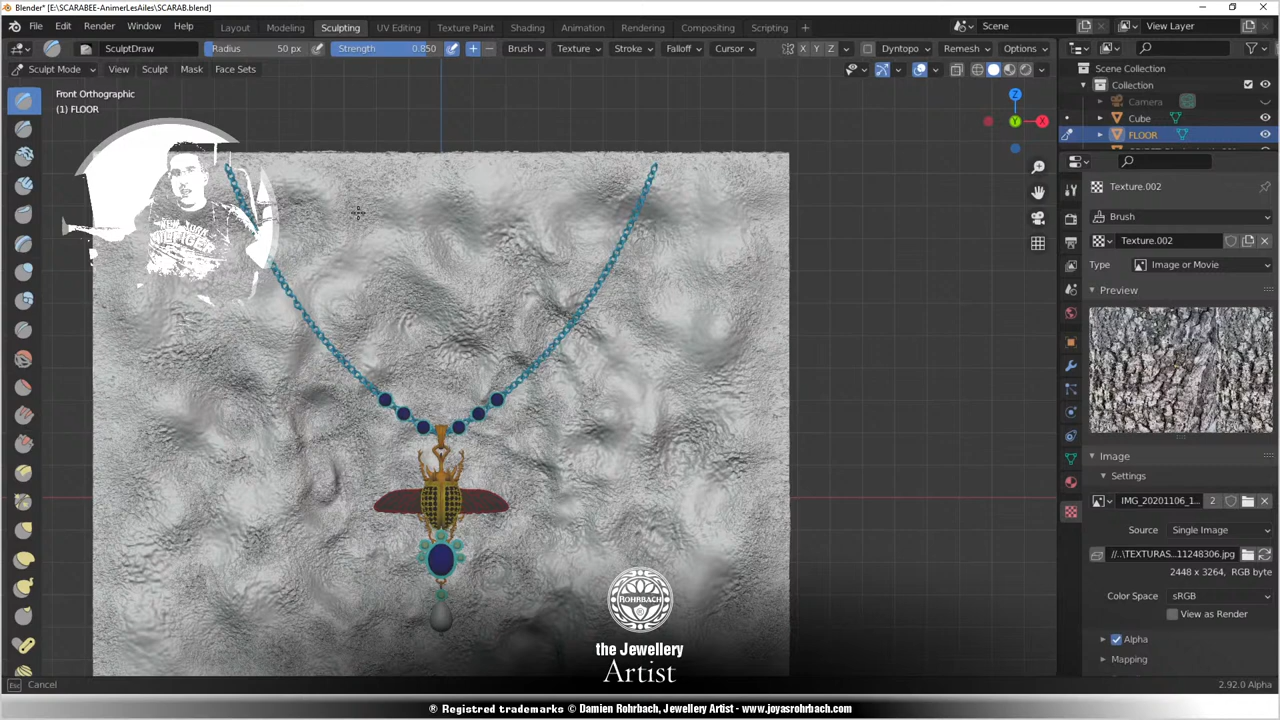 Blender* [E:\SCARABEE-AnimerLesAiles\SCARAB.blend]
File Edit Render Window Help Layout Modeling Sculpting UV Editing Texture Paint Shading Animation Rendering Compositing Scripting Scene View Layer
SculptDraw Radius 50 px Strength 0.850 Brush Texture Stroke Falloff Cursor X Y Z Dyntopo Remesh Options
Sculpt Mode View Sculpt Mask Face Sets
Scene Collection
Collection
Camera
Cube
FLOOR
Front Orthographic
(1) FLOOR
Z
Y
X
NEW YORK
HILFIGER
Texture.002
Brush
Texture.002
Type Image or Movie
Preview
Image
Settings
IMG_20201106_1... 2
Source Single Image
//..\TEXTURAS...11248306.jpg
2448 x 3264, RGB byte
Color Space sRGB
View as Render
Alpha
Mapping
ROHRBACH
the Jewellery
Artist
Esc Cancel
2.92.0 Alpha
® Registered trademarks © Damien Rohrbach, Jewellery Artist - www.joyasrohrbach.com